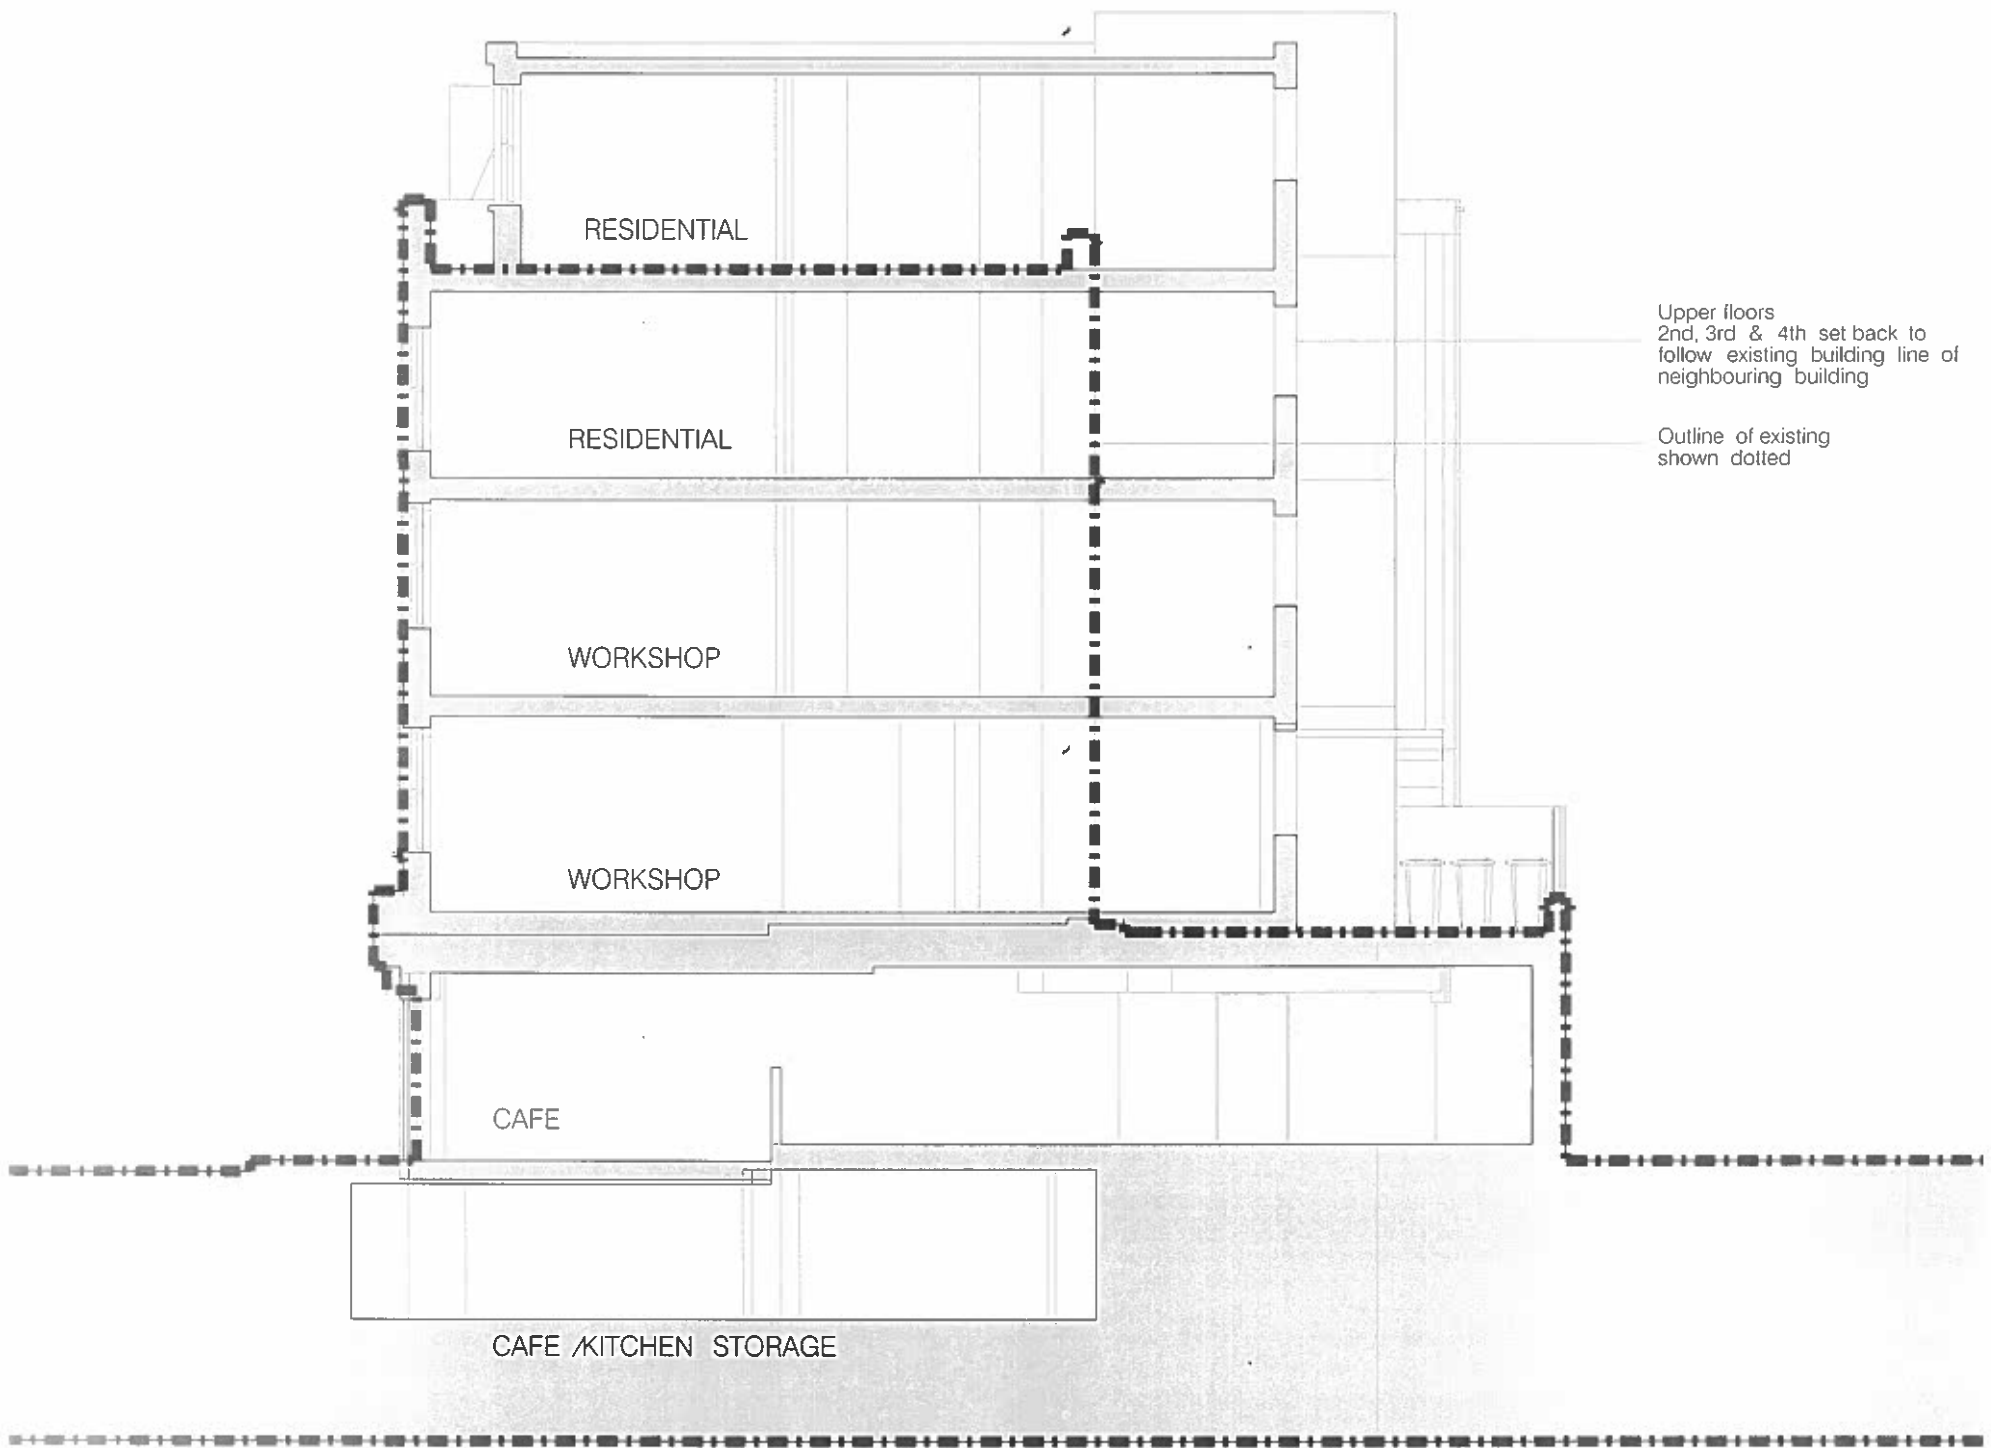 RESIDENTIAL
Upper floors
2nd, 3rd & 4th set back to
follow existing building line of
neighbouring building
RESIDENTIAL
Outline of existing
shown dotted
WORKSHOP
WORKSHOP
CAFE
CAFE /KITCHEN STORAGE